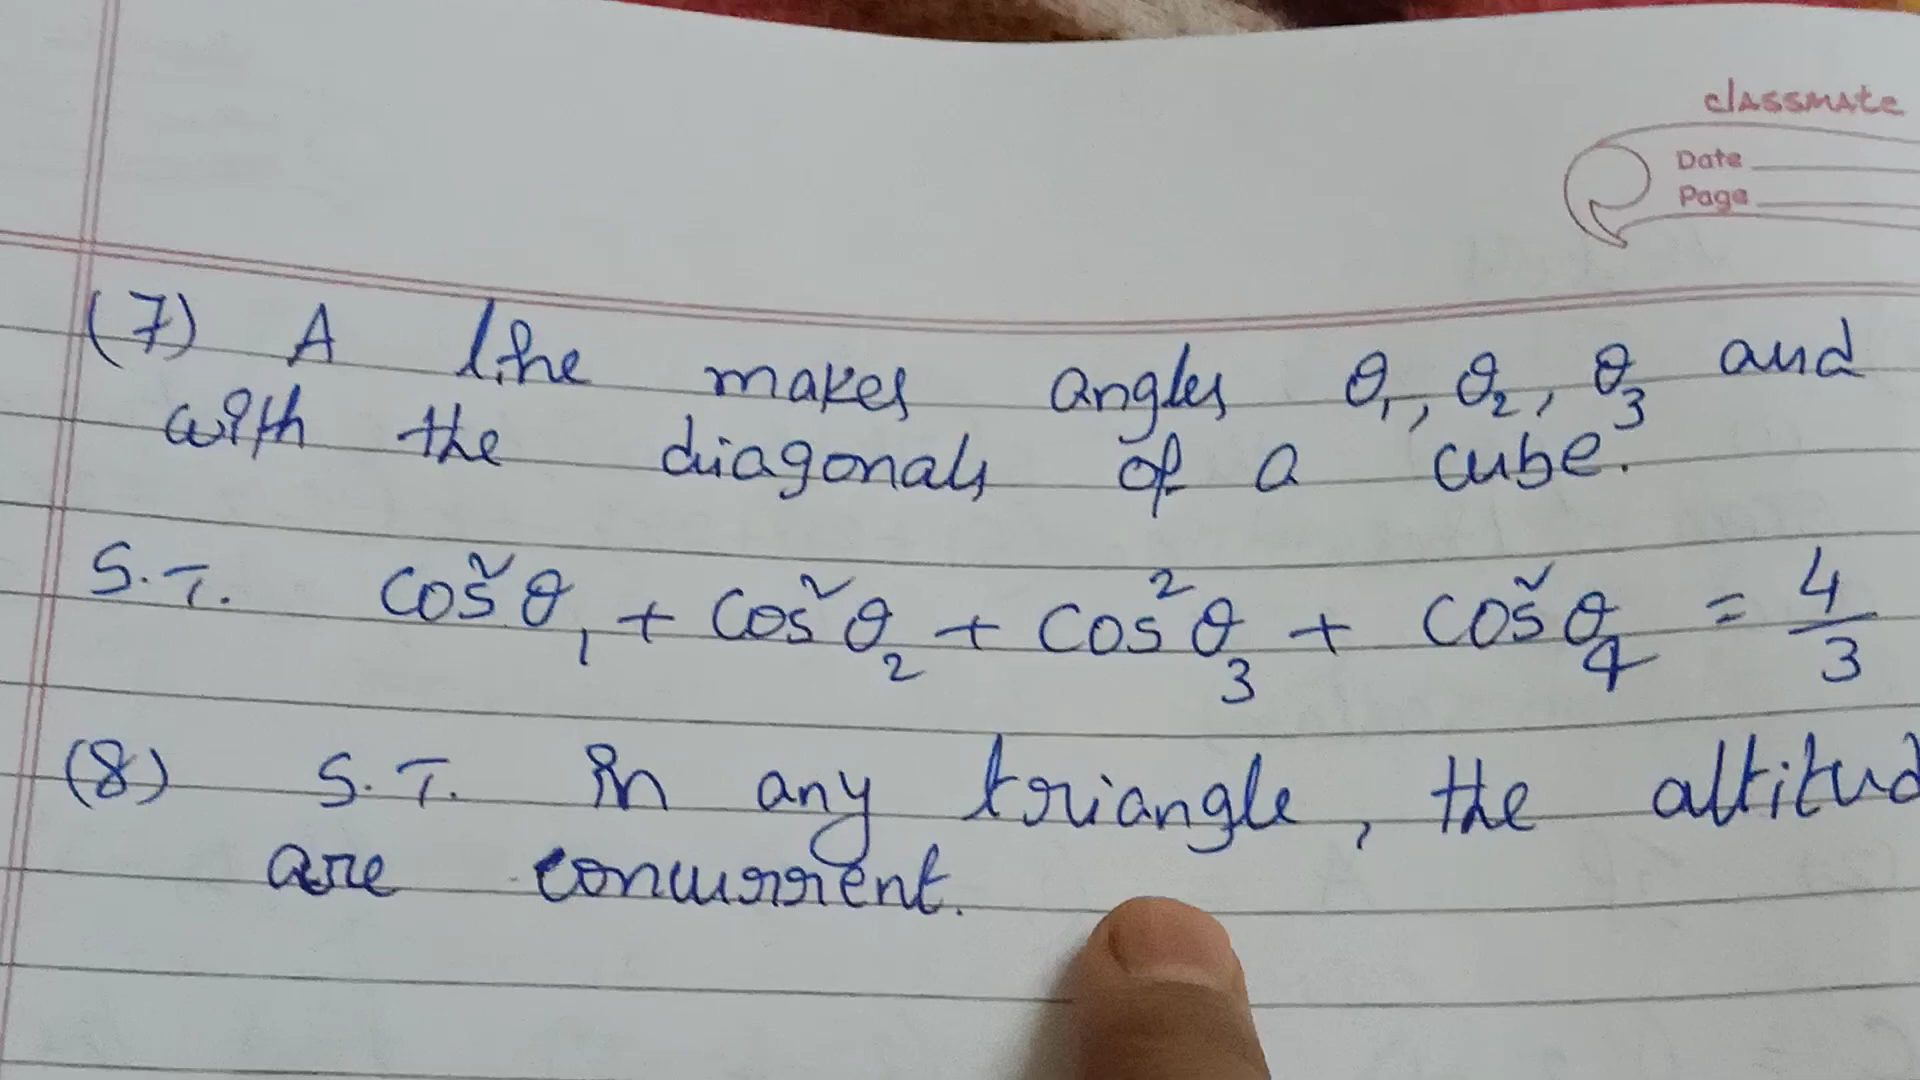 classmate
Date
Page
(7) A line makes angles θ₁, θ₂, θ₃ and
with the diagonals of a cube.
S.T. cos²θ₁ + cos²θ₂ + cos²θ₃ + cos²θ₄ = 4/3
(8) S.T. in any triangle, the altitud
are concurrent.